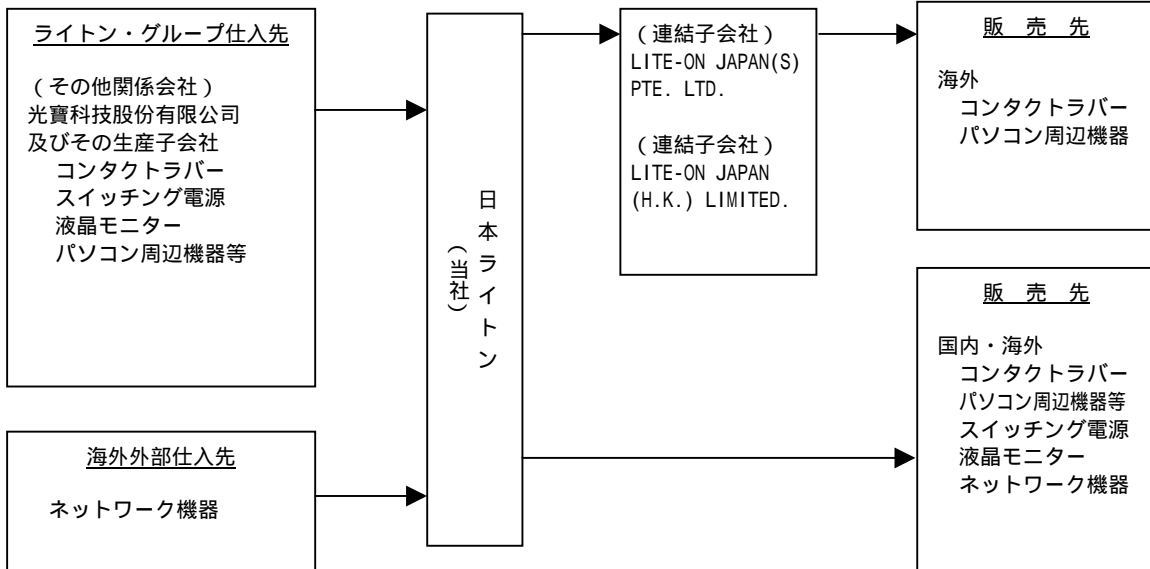 ライトン・グループ仕入先
(その他関係会社)
光寶科技股份有限公司
及びその生産子会社
コンタクトラバー
スイッチング電源
液晶モニター
パソコン周辺機器等
海外外部仕入先
ネットワーク機器
日本ライトン
(当社)
(連結子会社)
LITE-ON JAPAN(S)
PTE. LTD.
(連結子会社)
LITE-ON JAPAN
(H.K.) LIMITED.
販 売 先
海外
コンタクトラバー
パソコン周辺機器
販 売 先
国内・海外
コンタクトラバー
パソコン周辺機器等
スイッチング電源
液晶モニター
ネットワーク機器